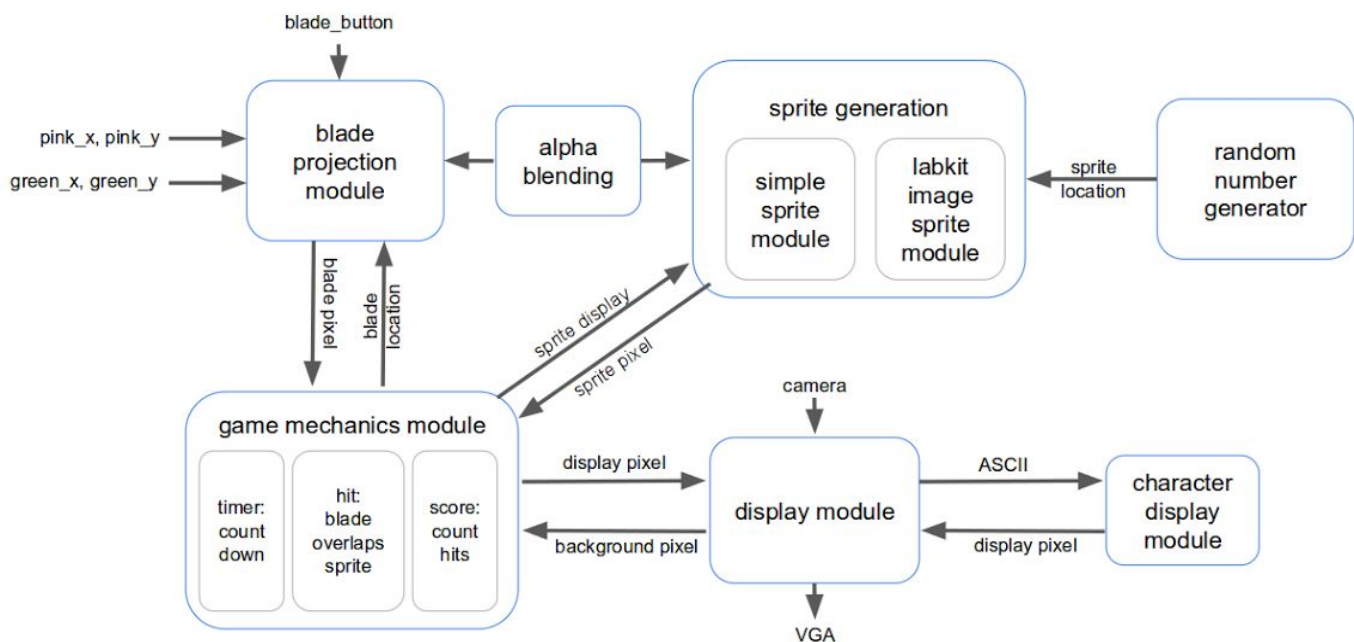 blade_button
pink_x, pink_y
green_x, green_y
blade
projection
module
alpha
blending
sprite generation
simple
sprite
module
labkit
image
sprite
module
sprite
location
random
number
generator
blade pixel
blade
location
sprite display
sprite pixel
game mechanics module
timer:
count
down
hit:
blade
overlaps
sprite
score:
count
hits
display pixel
background pixel
camera
display module
VGA
ASCII
display pixel
character
display
module